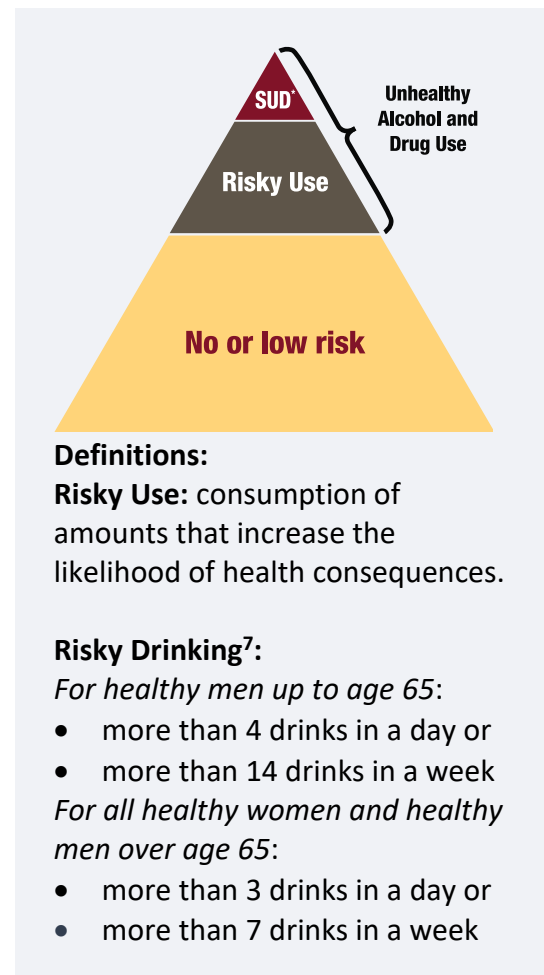 SUD*
Unhealthy
Alcohol and
Drug Use
Risky Use
No or low risk
Definitions:
Risky Use: consumption of
amounts that increase the
likelihood of health consequences.
Risky Drinking7:
For healthy men up to age 65:
• more than 4 drinks in a day or
• more than 14 drinks in a week
For all healthy women and healthy
men over age 65:
• more than 3 drinks in a day or
• more than 7 drinks in a week